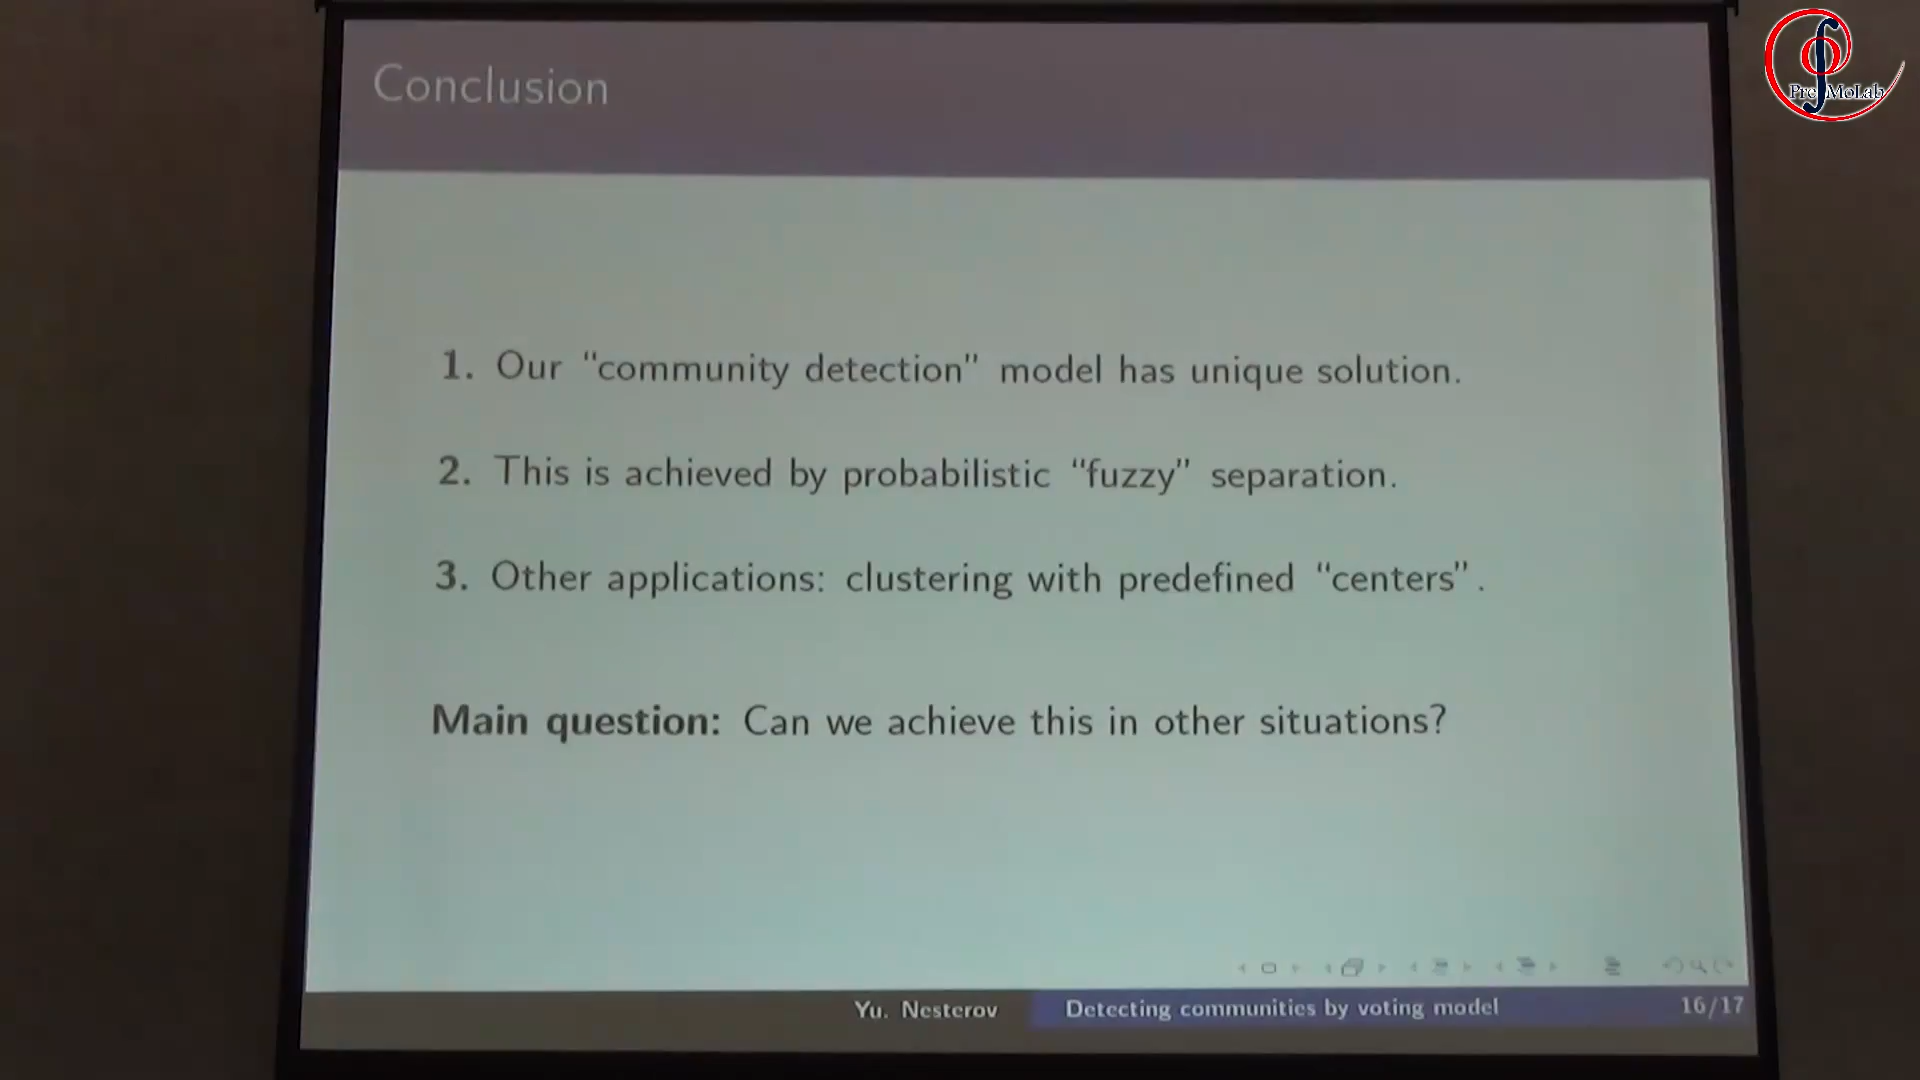 Conclusion
PreMoLab
1. Our “community detection” model has unique solution.
2. This is achieved by probabilistic “fuzzy” separation.
3. Other applications: clustering with predefined “centers”.
Main question: Can we achieve this in other situations?
Yu. Nesterov Detecting communities by voting model 16/17